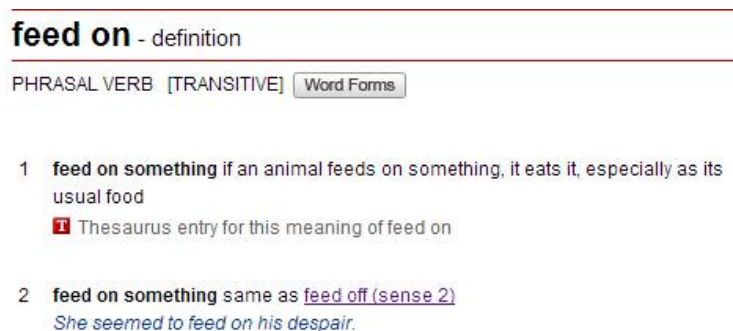 feed on - definition
PHRASAL VERB [TRANSITIVE] Word Forms
1 feed on something if an animal feeds on something, it eats it, especially as its
usual food
T Thesaurus entry for this meaning of feed on
2 feed on something same as feed off (sense 2)
She seemed to feed on his despair.